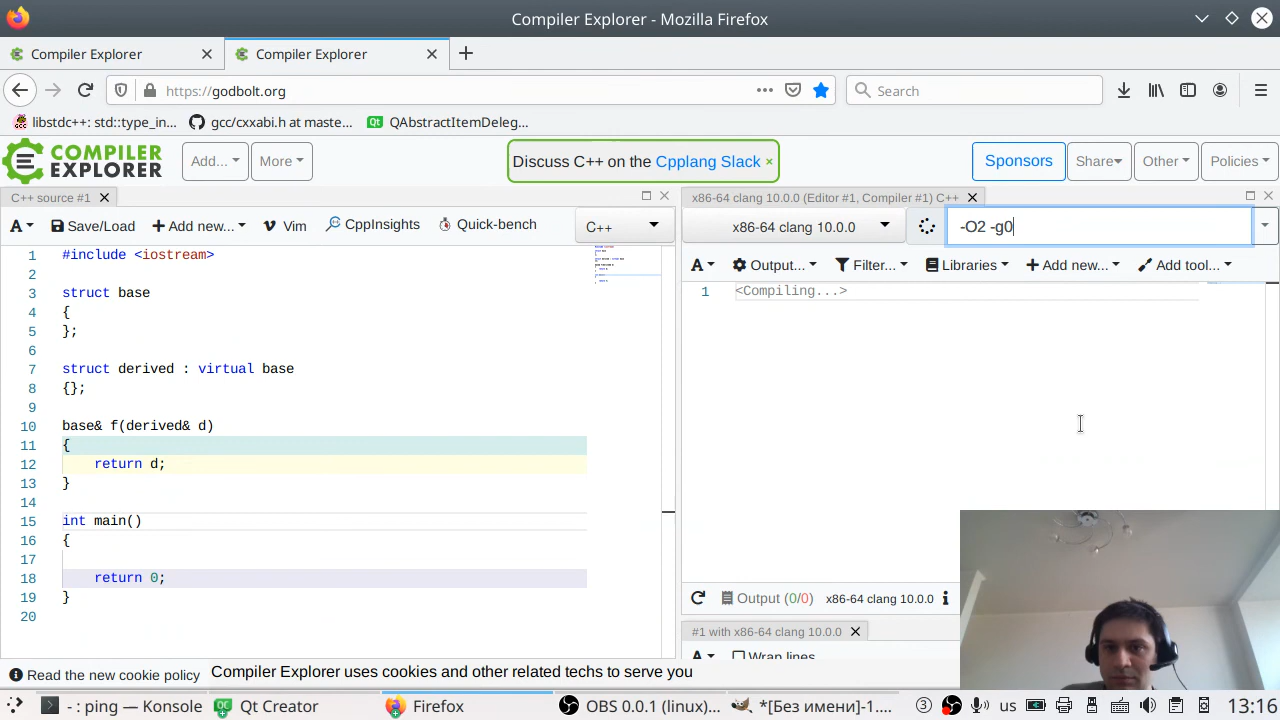 Compiler Explorer - Mozilla Firefox
Compiler Explorer
Compiler Explorer
https://godbolt.org
Search
libstdc++: std::type_in...
gcc/cxxabi.h at maste...
Qt QAbstractItemDeleg...
COMPILER EXPLORER
Add...
More
Discuss C++ on the Cpplang Slack ×
Sponsors
Share
Other
Policies
C++ source #1
x86-64 clang 10.0.0 (Editor #1, Compiler #1) C++
A
Save/Load
+ Add new...
Vim
CppInsights
Quick-bench
C++
x86-64 clang 10.0.0
-O2 -g0
A
Output...
Filter...
Libraries
+ Add new...
Add tool...
1 #include <iostream>
2
3 struct base
4 {
5 };
6
7 struct derived : virtual base
8 {};
9
10 base& f(derived& d)
11 {
12 return d;
13 }
14
15 int main()
16 {
17
18 return 0;
19 }
20
1 <Compiling...>
Output (0/0) x86-64 clang 10.0.0
#1 with x86-64 clang 10.0.0
A Wrap lines
Read the new cookie policy Compiler Explorer uses cookies and other related techs to serve you
- : ping — Konsole
Qt Creator
Firefox
OBS 0.0.1 (linux)...
*[Без имени]-1....
3
us
13:16